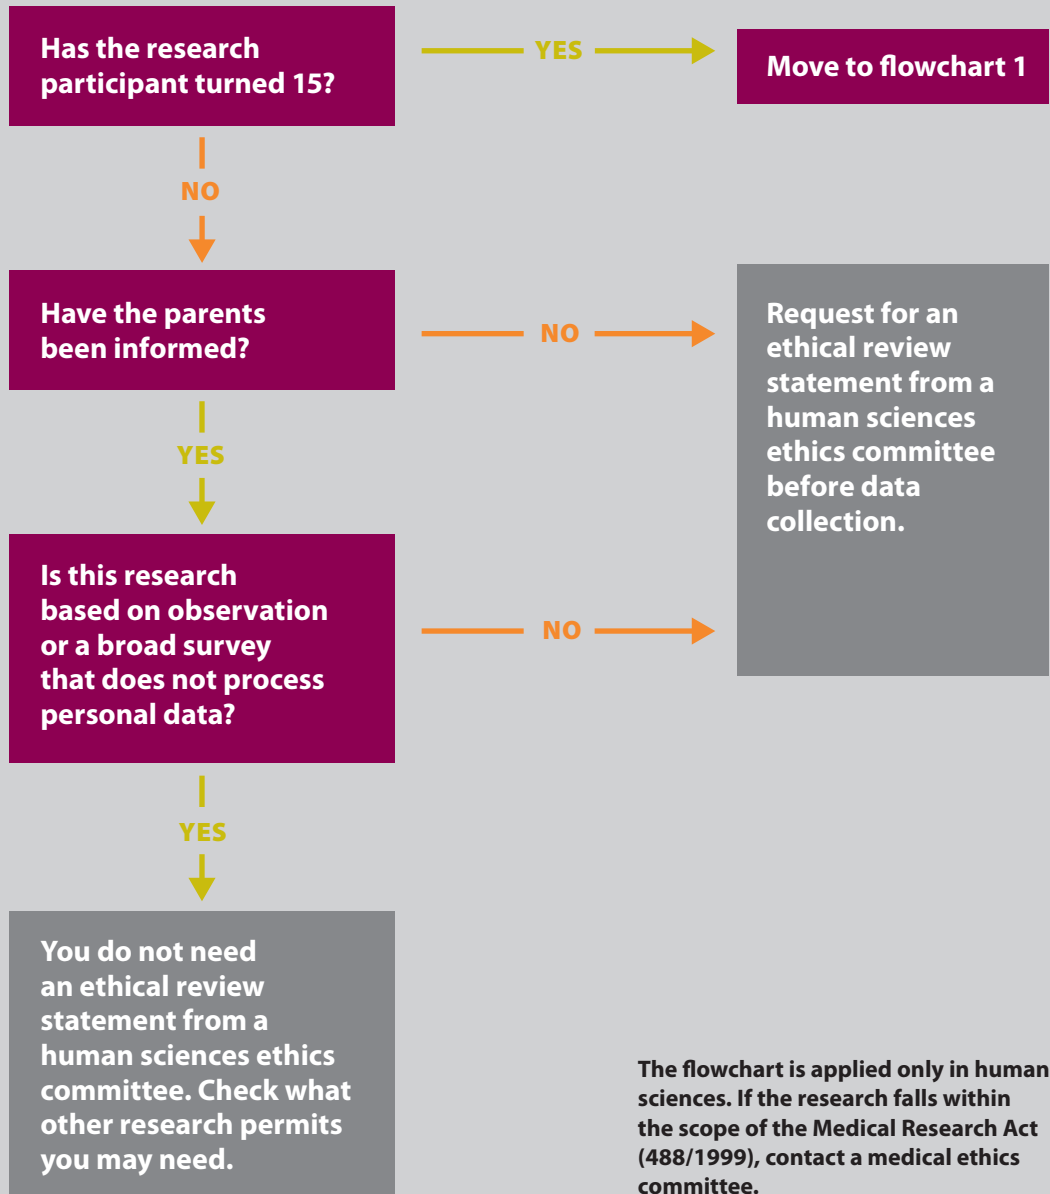 Has the research
participant turned 15?
YES
Move to flowchart 1
NO
Have the parents
been informed?
NO
Request for an
ethical review
statement from a
human sciences
ethics committee
before data
collection.
YES
Is this research
based on observation
or a broad survey
that does not process
personal data?
NO
YES
You do not need
an ethical review
statement from a
human sciences ethics
committee. Check what
other research permits
you may need.
The flowchart is applied only in human
sciences. If the research falls within
the scope of the Medical Research Act
(488/1999), contact a medical ethics
committee.